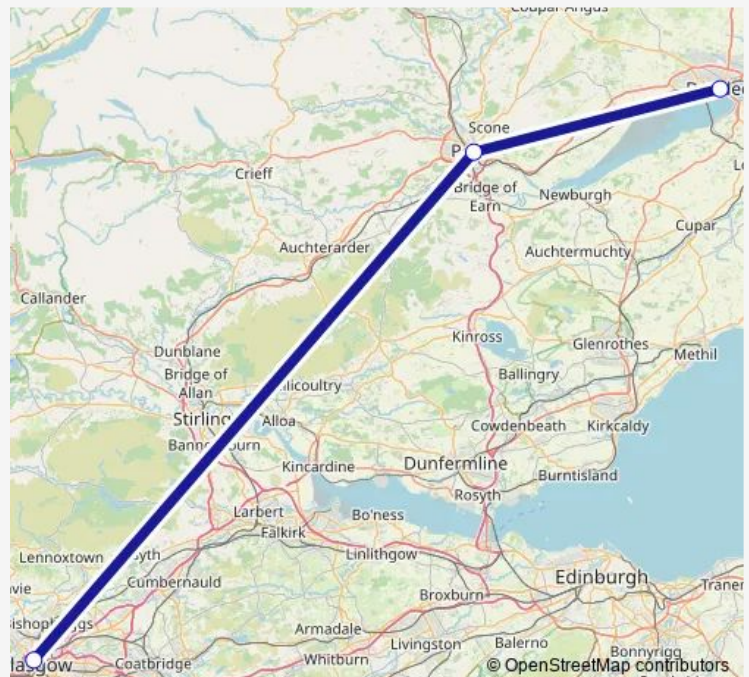 Coupar Angus
Scone
Crieff
Bridge of
Earn
Newburgh
Cupar
Auchterarder
Auchtermuchty
Callander
Kinross
Glenrothes
Methil
Dunblane
Bridge of
Allan
Ballingry
Stirling
Alloa
Cowdenbeath
Kirkcaldy
Kincardine
Dunfermline
Burntisland
Rosyth
Larbert
Bo'ness
Falkirk
Linlithgow
Lennoxtown
Cumbernauld
Edinburgh
Broxburn
Armadale
Livingston
Balerno
Bonnyrigg
Coatbridge
Whitburn
© OpenStreetMap contributors